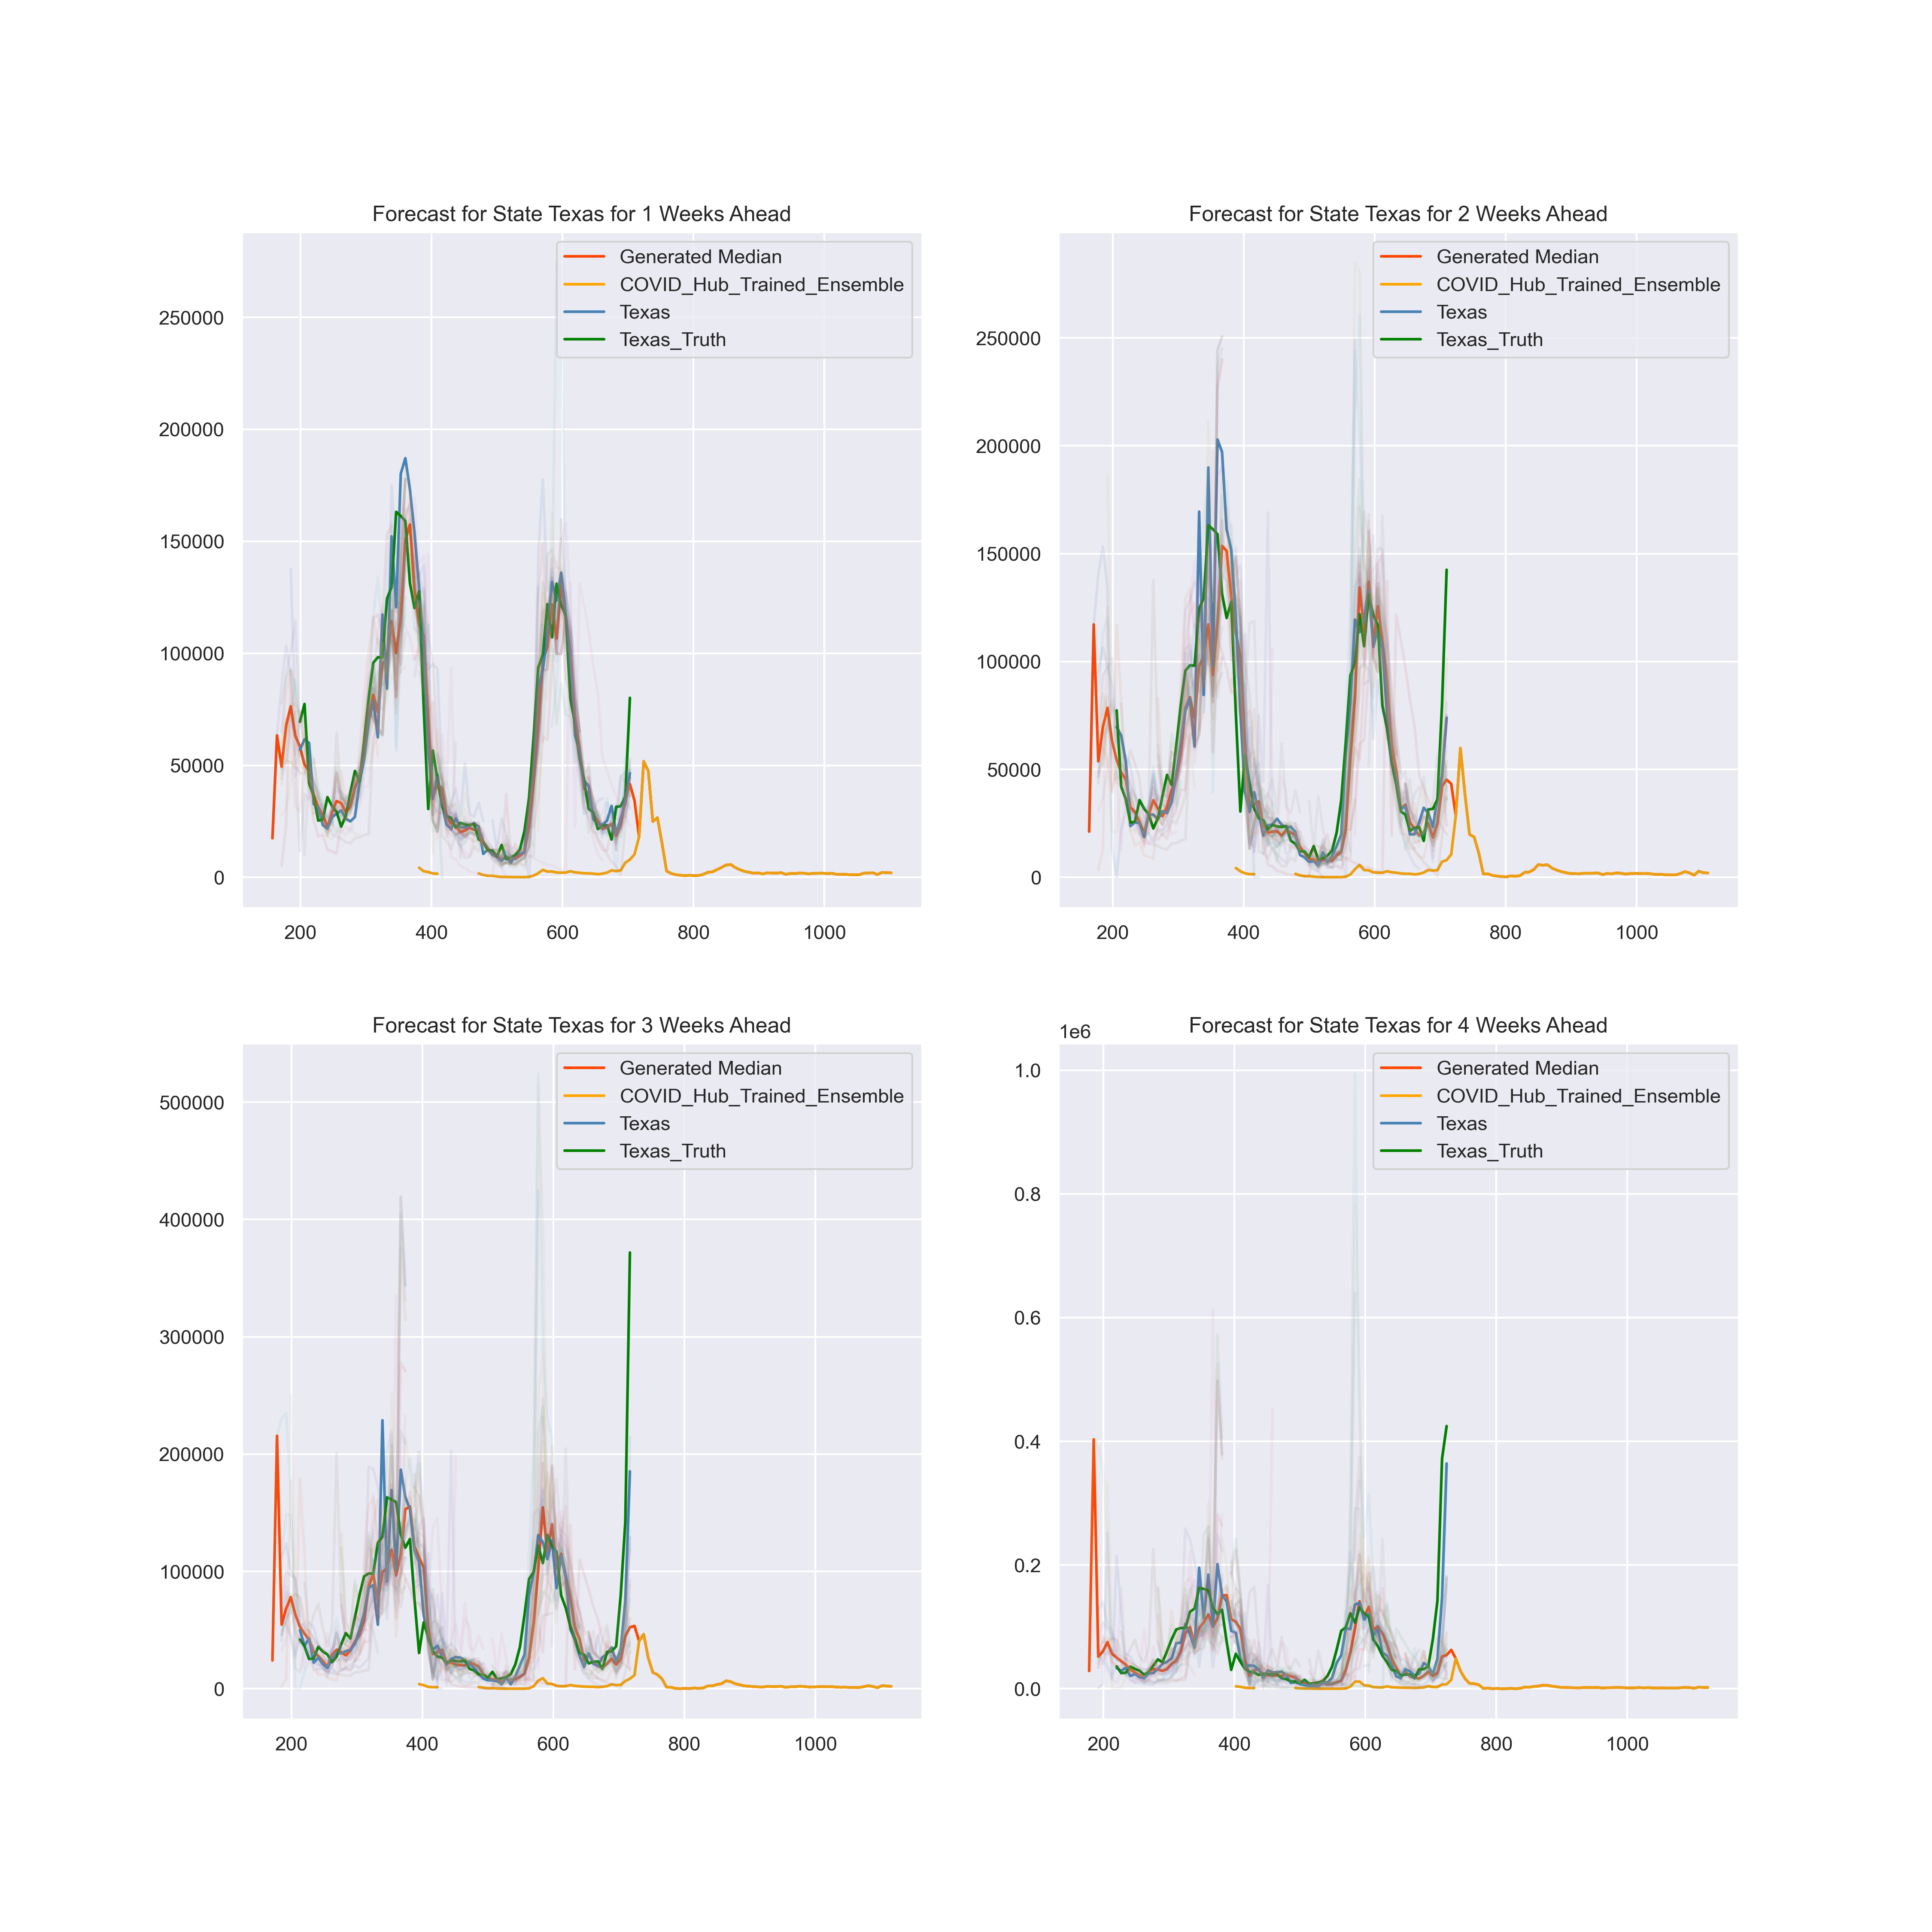 Forecast for State Texas for 1 Weeks Ahead
Generated Median
COVID_Hub_Trained_Ensemble
Texas
Texas_Truth
250000
200000
150000
100000
50000
0
200 400 600 800 1000
Forecast for State Texas for 2 Weeks Ahead
Generated Median
COVID_Hub_Trained_Ensemble
Texas
Texas_Truth
250000
200000
150000
100000
50000
0
200 400 600 800 1000
Forecast for State Texas for 3 Weeks Ahead
Generated Median
COVID_Hub_Trained_Ensemble
Texas
Texas_Truth
500000
400000
300000
200000
100000
0
200 400 600 800 1000
1e6
Forecast for State Texas for 4 Weeks Ahead
Generated Median
COVID_Hub_Trained_Ensemble
Texas
Texas_Truth
1.0
0.8
0.6
0.4
0.2
0.0
200 400 600 800 1000